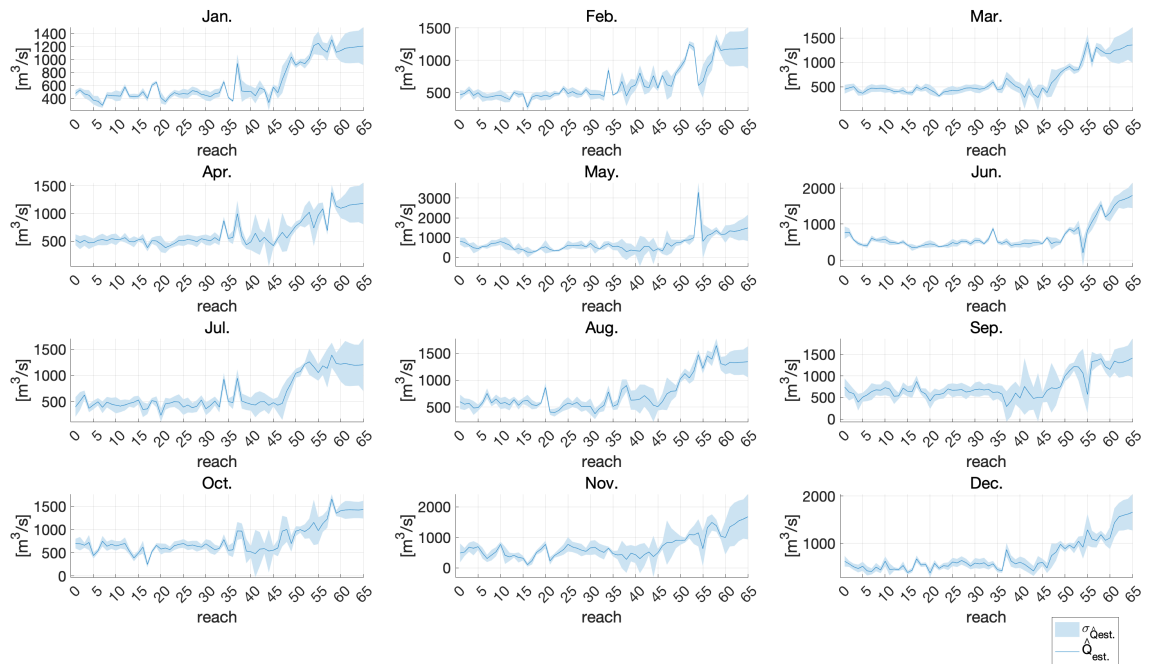 Jan. Feb. Mar.
[m³/s] 1400 1200 1000 800 600 400
[m³/s] 1500 1000 500
[m³/s] 1500 1000 500
0 5 10 15 20 25 30 35 40 45 50 55 60 65
0 5 10 15 20 25 30 35 40 45 50 55 60 65
0 5 10 15 20 25 30 35 40 45 50 55 60 65
reach reach reach
Apr. May. Jun.
[m³/s] 1500 1000 500
[m³/s] 3000 2000 1000 0
[m³/s] 2000 1000 0
0 5 10 15 20 25 30 35 40 45 50 55 60 65
0 5 10 15 20 25 30 35 40 45 50 55 60 65
0 5 10 15 20 25 30 35 40 45 50 55 60 65
reach reach reach
Jul. Aug. Sep.
[m³/s] 1500 1000 500
[m³/s] 1500 1000 500
[m³/s] 1500 1000 500 0
0 5 10 15 20 25 30 35 40 45 50 55 60 65
0 5 10 15 20 25 30 35 40 45 50 55 60 65
0 5 10 15 20 25 30 35 40 45 50 55 60 65
reach reach reach
Oct. Nov. Dec.
[m³/s] 1500 1000 500 0
[m³/s] 2000 1000 0
[m³/s] 2000 1000
0 5 10 15 20 25 30 35 40 45 50 55 60 65
0 5 10 15 20 25 30 35 40 45 50 55 60 65
0 5 10 15 20 25 30 35 40 45 50 55 60 65
reach reach reach
σ Q̂est.
Q̂est.